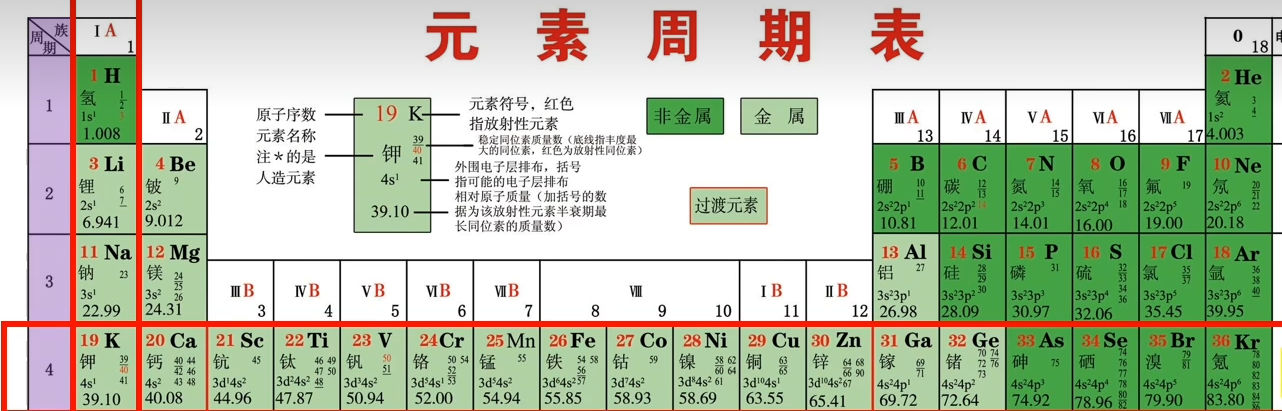 元素周期表
族
周期
ⅠA
1
0
18
1
1 H
氢
1
2
3
1s¹
1.008
ⅡA
2
原子序数
元素名称
注*的是
人造元素
19 K
钾
39
40
41
4s¹
39.10
元素符号，红色
指放射性元素
稳定同位素质量数（底线指丰度最
大的同位素，红色为放射性同位素）
外围电子层排布，括号
指可能的电子层排布
相对原子质量（加括号的数
据为该放射性元素半衰期最
长同位素的质量数）
非金属
金属
过渡元素
ⅢA
13
ⅣA
14
ⅤA
15
ⅥA
16
ⅦA
17
2 He
氦
3
4
1s²
4.003
2
3 Li
锂
6
7
2s¹
6.941
4 Be
铍
9
2s²
9.012
5 B
硼
10
11
2s²2p¹
10.81
6 C
碳
12
13
14
2s²2p²
12.01
7 N
氮
14
15
2s²2p³
14.01
8 O
氧
16
17
18
2s²2p⁴
16.00
9 F
氟
19
2s²2p⁵
19.00
10 Ne
氖
20
21
22
2s²2p⁶
20.18
3
11 Na
钠
23
3s¹
22.99
12 Mg
镁
24
25
26
3s²
24.31
ⅢB
3
ⅣB
4
ⅤB
5
ⅥB
6
ⅦB
7
Ⅷ
8
9
10
ⅠB
11
ⅡB
12
13 Al
铝
27
3s²3p¹
26.98
14 Si
硅
28
29
30
3s²3p²
28.09
15 P
磷
31
3s²3p³
30.97
16 S
硫
32
33
34
36
3s²3p⁴
32.06
17 Cl
氯
35
37
3s²3p⁵
35.45
18 Ar
氩
36
38
40
3s²3p⁶
39.95
4
19 K
钾
39
40
41
4s¹
39.10
20 Ca
钙
40 44
42 46
43 48
4s²
40.08
21 Sc
钪
45
3d¹4s²
44.96
22 Ti
钛
46 49
47 50
48
3d²4s²
47.87
23 V
钒
50
51
3d³4s²
50.94
24 Cr
铬
50 54
52
53
3d⁵4s¹
52.00
25 Mn
锰
55
3d⁵4s²
54.94
26 Fe
铁
54 58
56
57
3d⁶4s²
55.85
27 Co
钴
59
3d⁷4s²
58.93
28 Ni
镍
58 62
60 64
61
3d⁸4s²
58.69
29 Cu
铜
63
65
3d¹⁰4s¹
63.55
30 Zn
锌
64 68
66
67
3d¹⁰4s²
65.41
31 Ga
镓
69
71
4s²4p¹
69.72
32 Ge
锗
70 74
72 76
73
4s²4p²
72.64
33 As
砷
75
4s²4p³
74.92
34 Se
硒
74
76
77
78
80
82
4s²4p⁴
78.96
35 Br
溴
79
81
4s²4p⁵
79.90
36 Kr
氪
78
80
82
83
84
86
4s²4p⁶
83.80